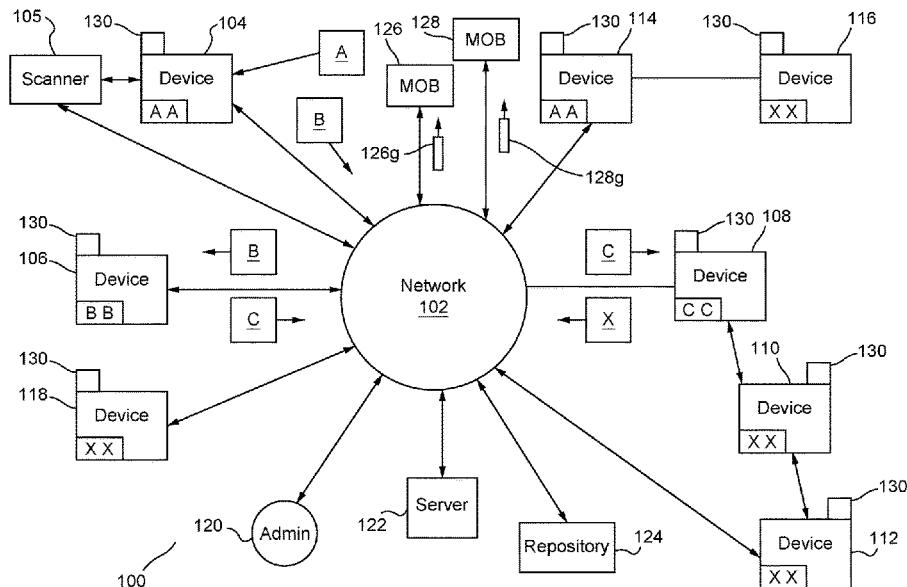 105
130
104
126
128
130
114
130
116
Scanner
Device
A A
A
MOB
MOB
Device
A A
Device
X X
B
126g
128g
130
106
Device
B B
B
C
Network
102
C
X
130
108
Device
C C
130
118
Device
X X
110
130
Device
X X
120
Admin
122
Server
Repository
124
130
Device
X X
112
100